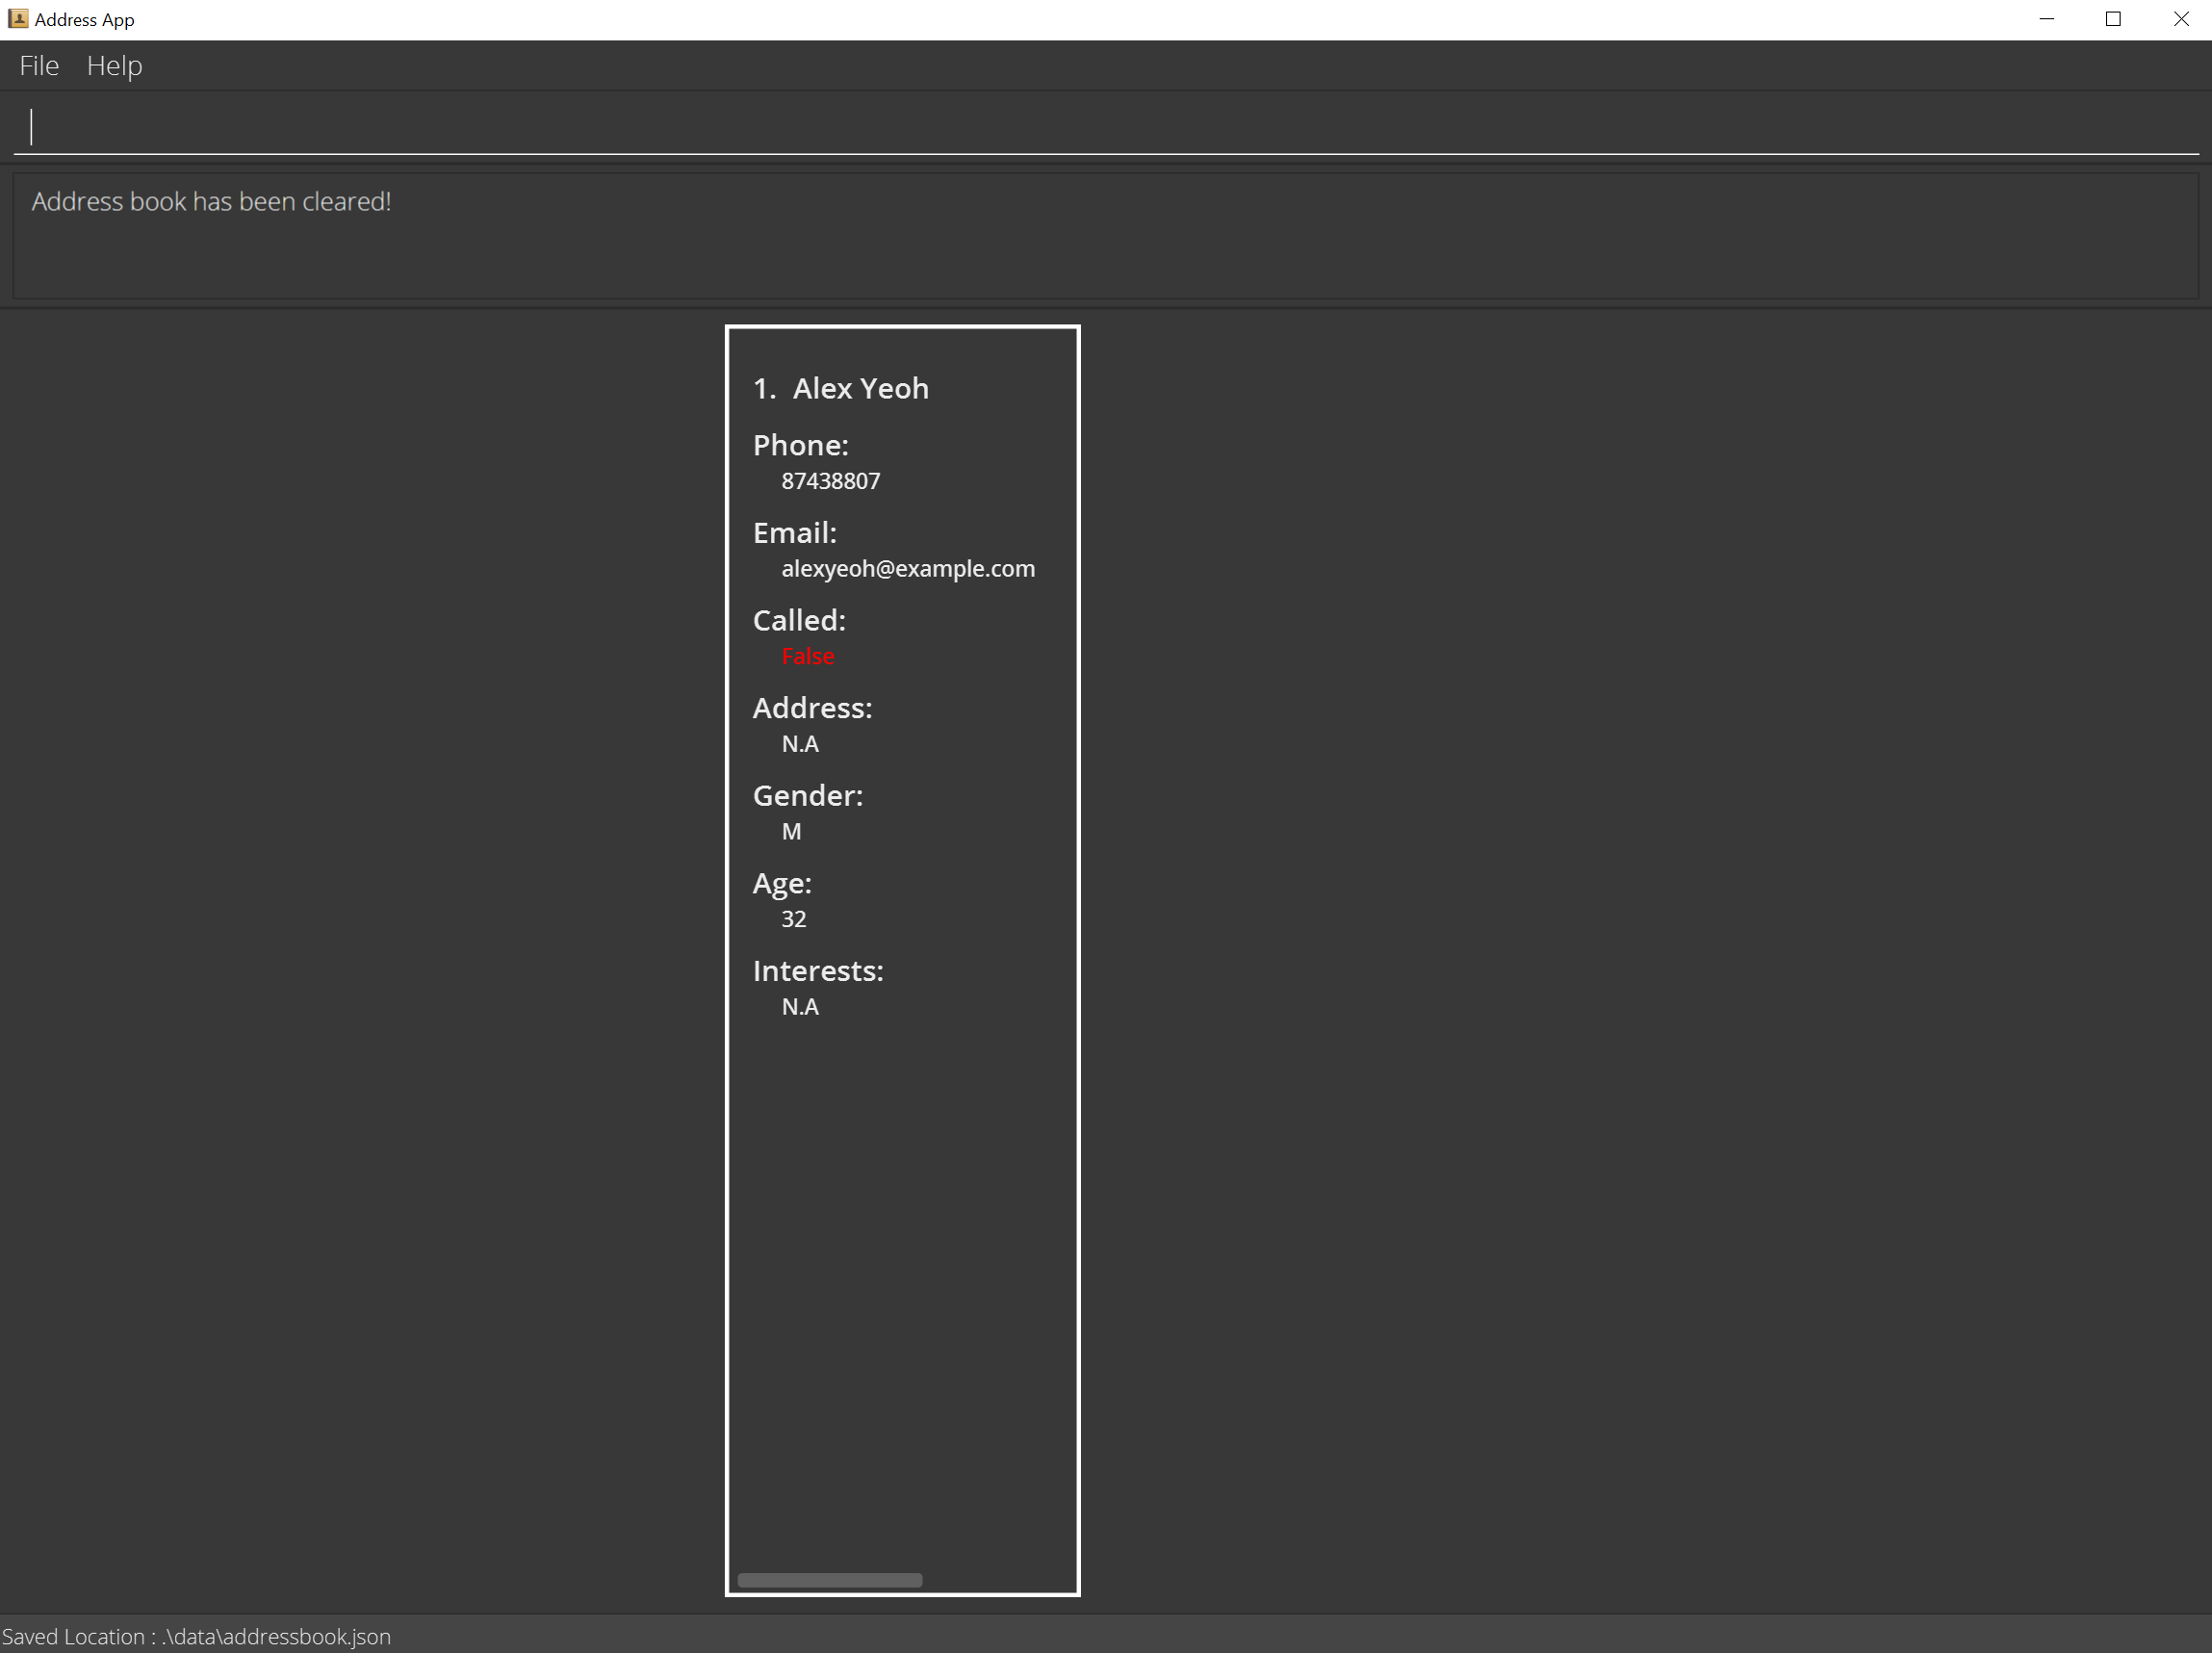 Address App
File Help
Address book has been cleared!
1. Alex Yeoh
Phone:
87438807
Email:
alexyeoh@example.com
Called:
False
Address:
N.A
Gender:
M
Age:
32
Interests:
N.A
Saved Location : .\data\addressbook.json